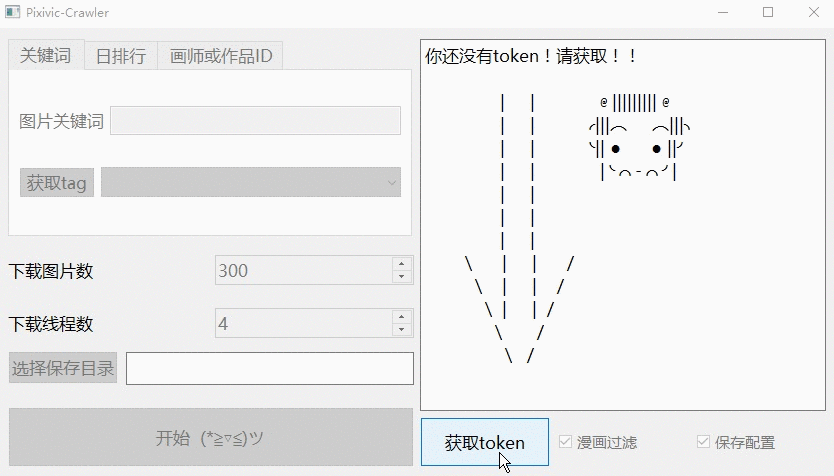 Pixivic-Crawler
关键词 日排行 画师或作品ID
图片关键词
获取tag
下载图片数 300
下载线程数 4
选择保存目录
开始 (*≧▽≦)ツ
你还没有token！请获取！！
| | ๑ ||||||||| ๑
| | ╭|||︵ ︵|||╮
| | ╰|| ● ● ||╯
| | |╰⌒ - ⌒╯|
| |
| |
| |
\ | | /
\ | | /
\ | | /
\ /
\ /
获取token 漫画过滤 保存配置